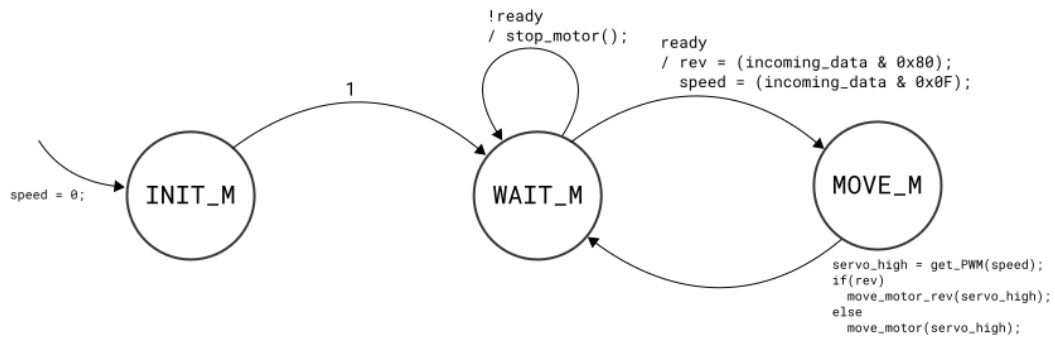 !ready
/ stop_motor();
ready
/ rev = (incoming_data & 0x80);
speed = (incoming_data & 0x0F);
1
speed = 0;
INIT_M
WAIT_M
MOVE_M
servo_high = get_PWM(speed);
if(rev)
move_motor_rev(servo_high);
else
move_motor(servo_high);